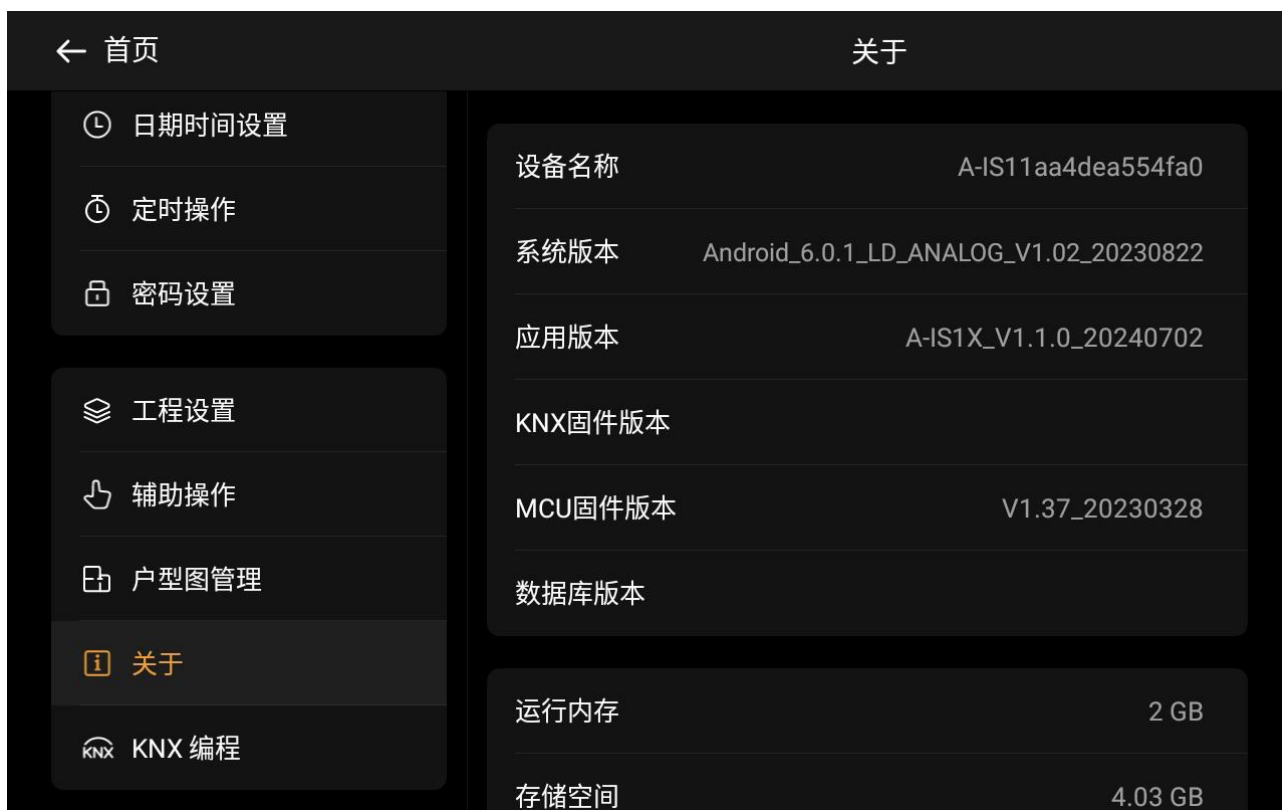 首页
关于
日期时间设置
定时操作
密码设置
工程设置
辅助操作
户型图管理
关于
KNX KNX 编程
设备名称 A-IS11aa4dea554fa0
系统版本 Android_6.0.1_LD_ANALOG_V1.02_20230822
应用版本 A-IS1X_V1.1.0_20240702
KNX固件版本
MCU固件版本 V1.37_20230328
数据库版本
运行内存 2 GB
存储空间 4.03 GB